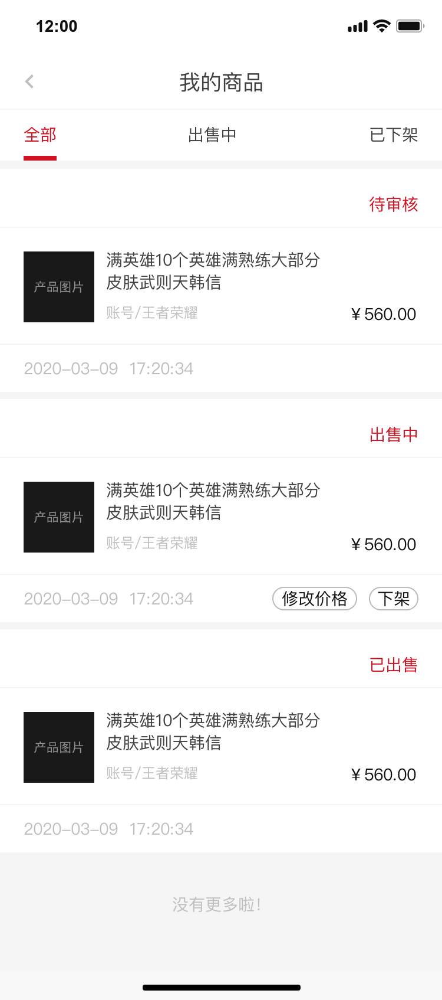 12:00
我的商品
全部 出售中 已下架
待审核
产品图片
满英雄10个英雄满熟练大部分
皮肤武则天韩信
账号/王者荣耀
¥ 560.00
2020-03-09 17:20:34
出售中
产品图片
满英雄10个英雄满熟练大部分
皮肤武则天韩信
账号/王者荣耀
¥ 560.00
2020-03-09 17:20:34 修改价格 下架
已出售
产品图片
满英雄10个英雄满熟练大部分
皮肤武则天韩信
账号/王者荣耀
¥ 560.00
2020-03-09 17:20:34
没有更多啦！